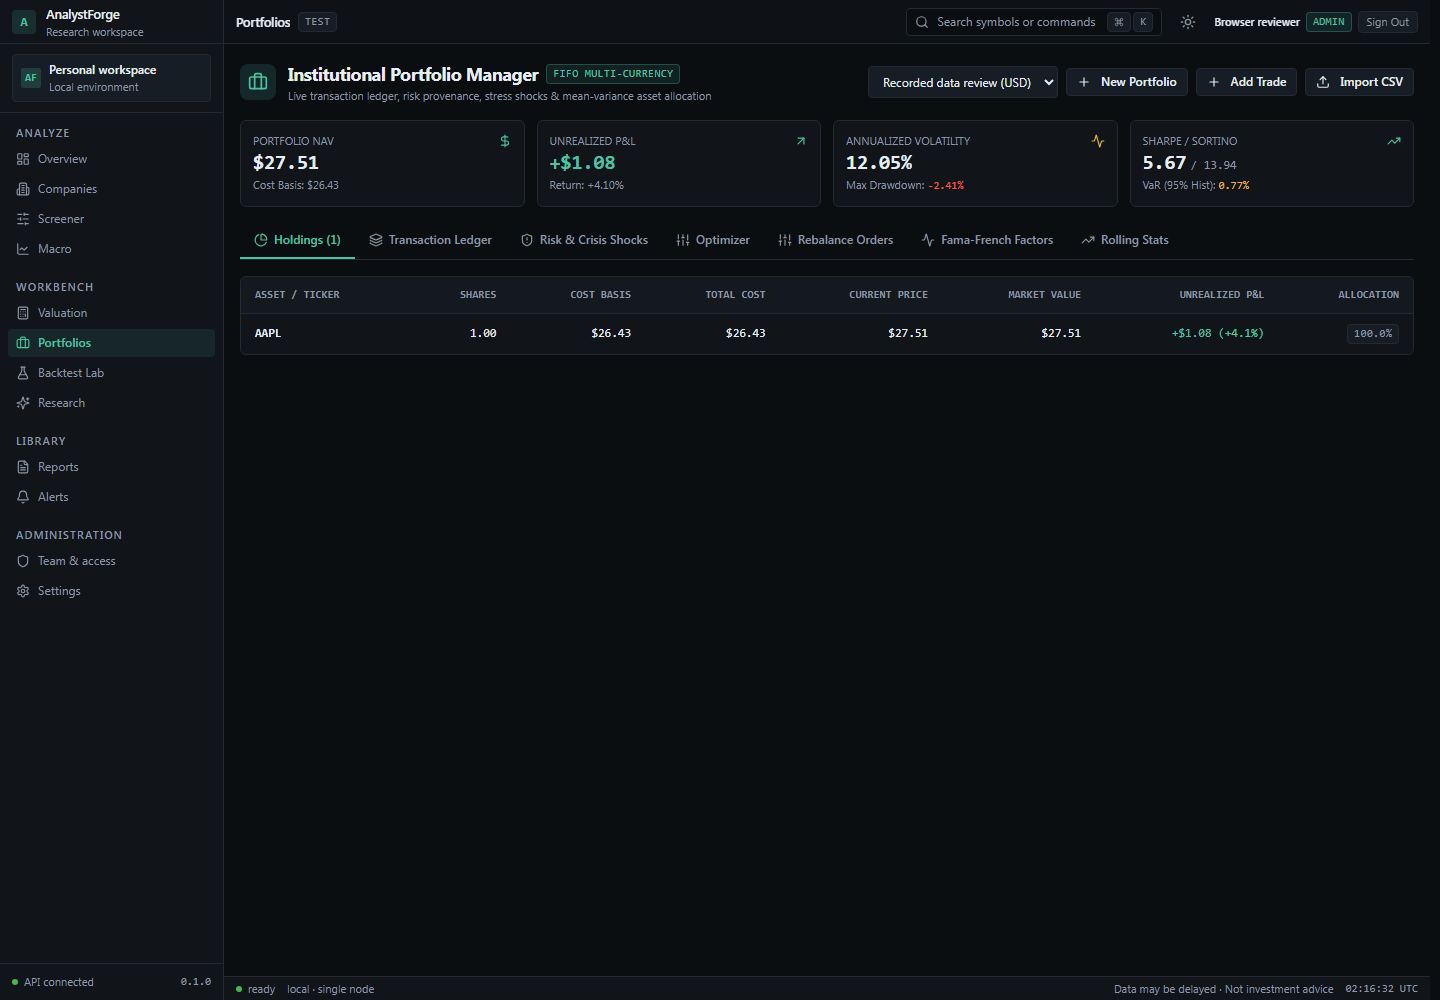 A
AnalystForge
Research workspace
AF
Personal workspace
Local environment
ANALYZE
Overview
Companies
Screener
Macro
WORKBENCH
Valuation
Portfolios
Backtest Lab
Research
LIBRARY
Reports
Alerts
ADMINISTRATION
Team & access
Settings
API connected 0.1.0
Portfolios TEST
Search symbols or commands ⌘ K
Browser reviewer ADMIN Sign Out
Institutional Portfolio Manager FIFO MULTI-CURRENCY
Live transaction ledger, risk provenance, stress shocks & mean-variance asset allocation
Recorded data review (USD) New Portfolio Add Trade Import CSV
PORTFOLIO NAV
$27.51
Cost Basis: $26.43
UNREALIZED P&L
+$1.08
Return: +4.10%
ANNUALIZED VOLATILITY
12.05%
Max Drawdown: -2.41%
SHARPE / SORTINO
5.67 / 13.94
VaR (95% Hist): 0.77%
Holdings (1) Transaction Ledger Risk & Crisis Shocks Optimizer Rebalance Orders Fama-French Factors Rolling Stats
ASSET / TICKER SHARES COST BASIS TOTAL COST CURRENT PRICE MARKET VALUE UNREALIZED P&L ALLOCATION
AAPL 1.00 $26.43 $26.43 $27.51 $27.51 +$1.08 (+4.1%) 100.0%
ready local · single node Data may be delayed · Not investment advice 02:16:32 UTC